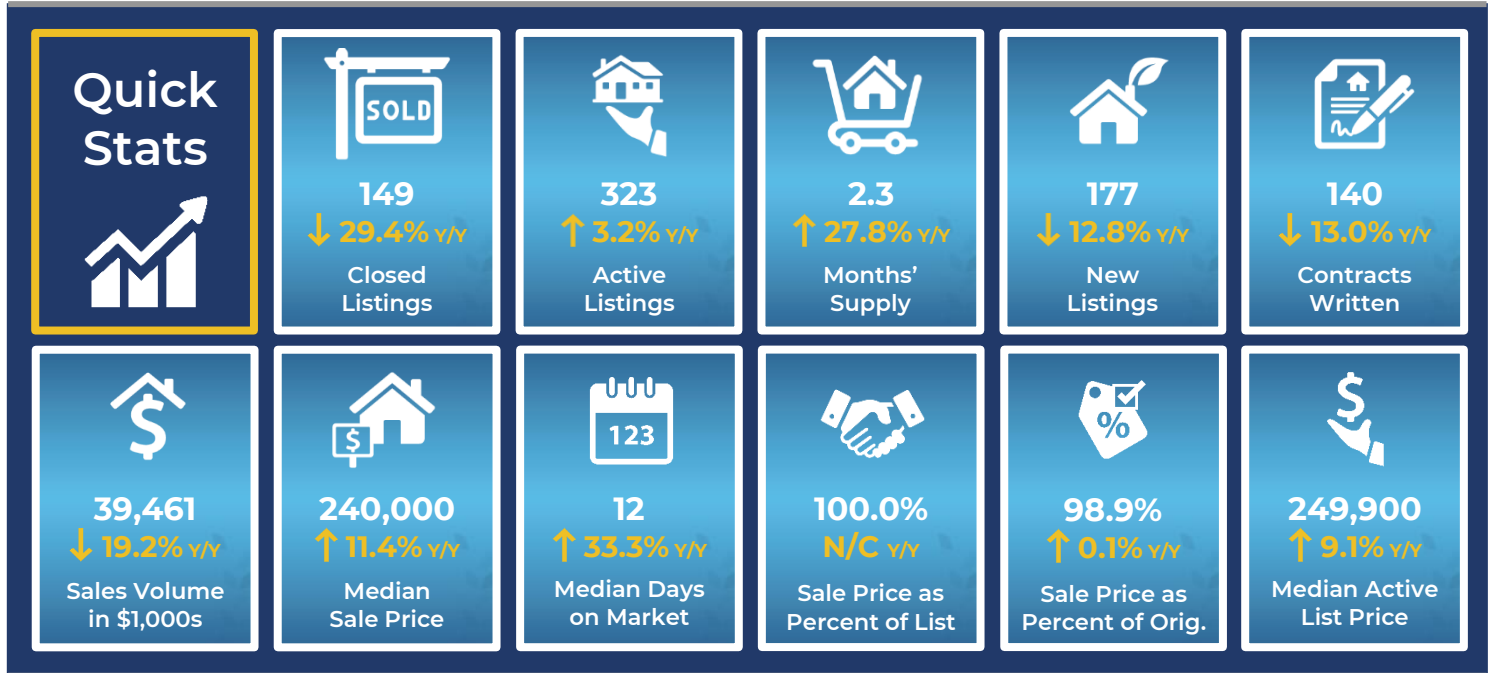 Quick
Stats
SOLD
149
↓ 29.4% Y/Y
Closed
Listings
323
↑ 3.2% Y/Y
Active
Listings
2.3
↑ 27.8% Y/Y
Months’
Supply
177
↓ 12.8% Y/Y
New
Listings
140
↓ 13.0% Y/Y
Contracts
Written
$
39,461
↓ 19.2% Y/Y
Sales Volume
in $1,000s
$
240,000
↑ 11.4% Y/Y
Median
Sale Price
123
12
↑ 33.3% Y/Y
Median Days
on Market
100.0%
N/C Y/Y
Sale Price as
Percent of List
%
98.9%
↑ 0.1% Y/Y
Sale Price as
Percent of Orig.
$
249,900
↑ 9.1% Y/Y
Median Active
List Price